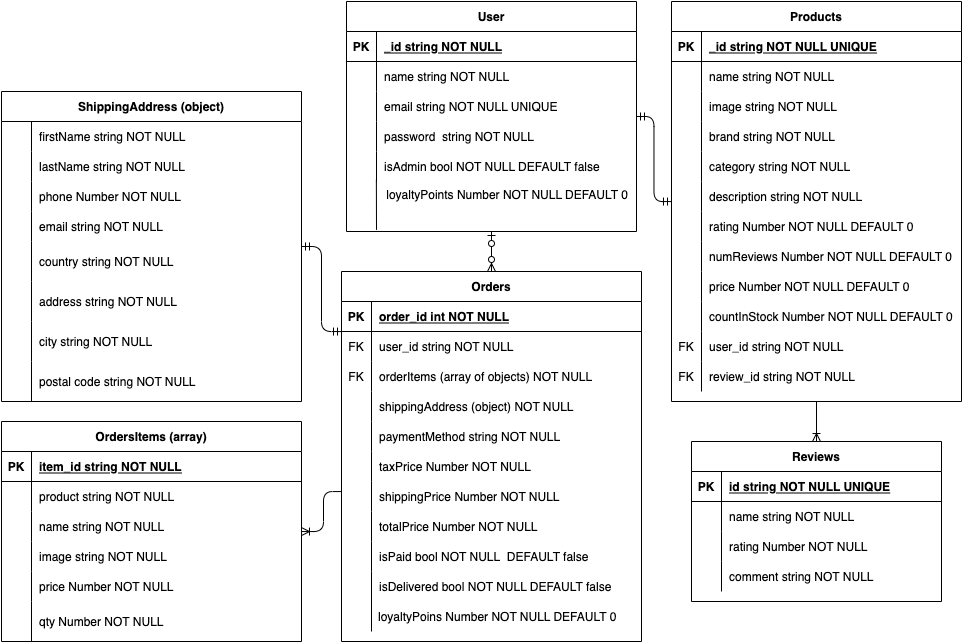 User
PK _id string NOT NULL
name string NOT NULL
email string NOT NULL UNIQUE
password string NOT NULL
isAdmin bool NOT NULL DEFAULT false
loyaltyPoints Number NOT NULL DEFAULT 0
Products
PK _id string NOT NULL UNIQUE
name string NOT NULL
image string NOT NULL
brand string NOT NULL
category string NOT NULL
description string NOT NULL
rating Number NOT NULL DEFAULT 0
numReviews Number NOT NULL DEFAULT 0
price Number NOT NULL DEFAULT 0
countInStock Number NOT NULL DEFAULT 0
FK user_id string NOT NULL
FK review_id string NOT NULL
ShippingAddress (object)
firstName string NOT NULL
lastName string NOT NULL
phone Number NOT NULL
email string NOT NULL
country string NOT NULL
address string NOT NULL
city string NOT NULL
postal code string NOT NULL
Orders
PK order_id int NOT NULL
FK user_id string NOT NULL
FK orderItems (array of objects) NOT NULL
shippingAddress (object) NOT NULL
paymentMethod string NOT NULL
taxPrice Number NOT NULL
shippingPrice Number NOT NULL
totalPrice Number NOT NULL
isPaid bool NOT NULL DEFAULT false
isDelivered bool NOT NULL DEFAULT false
loyaltyPoins Number NOT NULL DEFAULT 0
OrdersItems (array)
PK item_id string NOT NULL
product string NOT NULL
name string NOT NULL
image string NOT NULL
price Number NOT NULL
qty Number NOT NULL
Reviews
PK id string NOT NULL UNIQUE
name string NOT NULL
rating Number NOT NULL
comment string NOT NULL